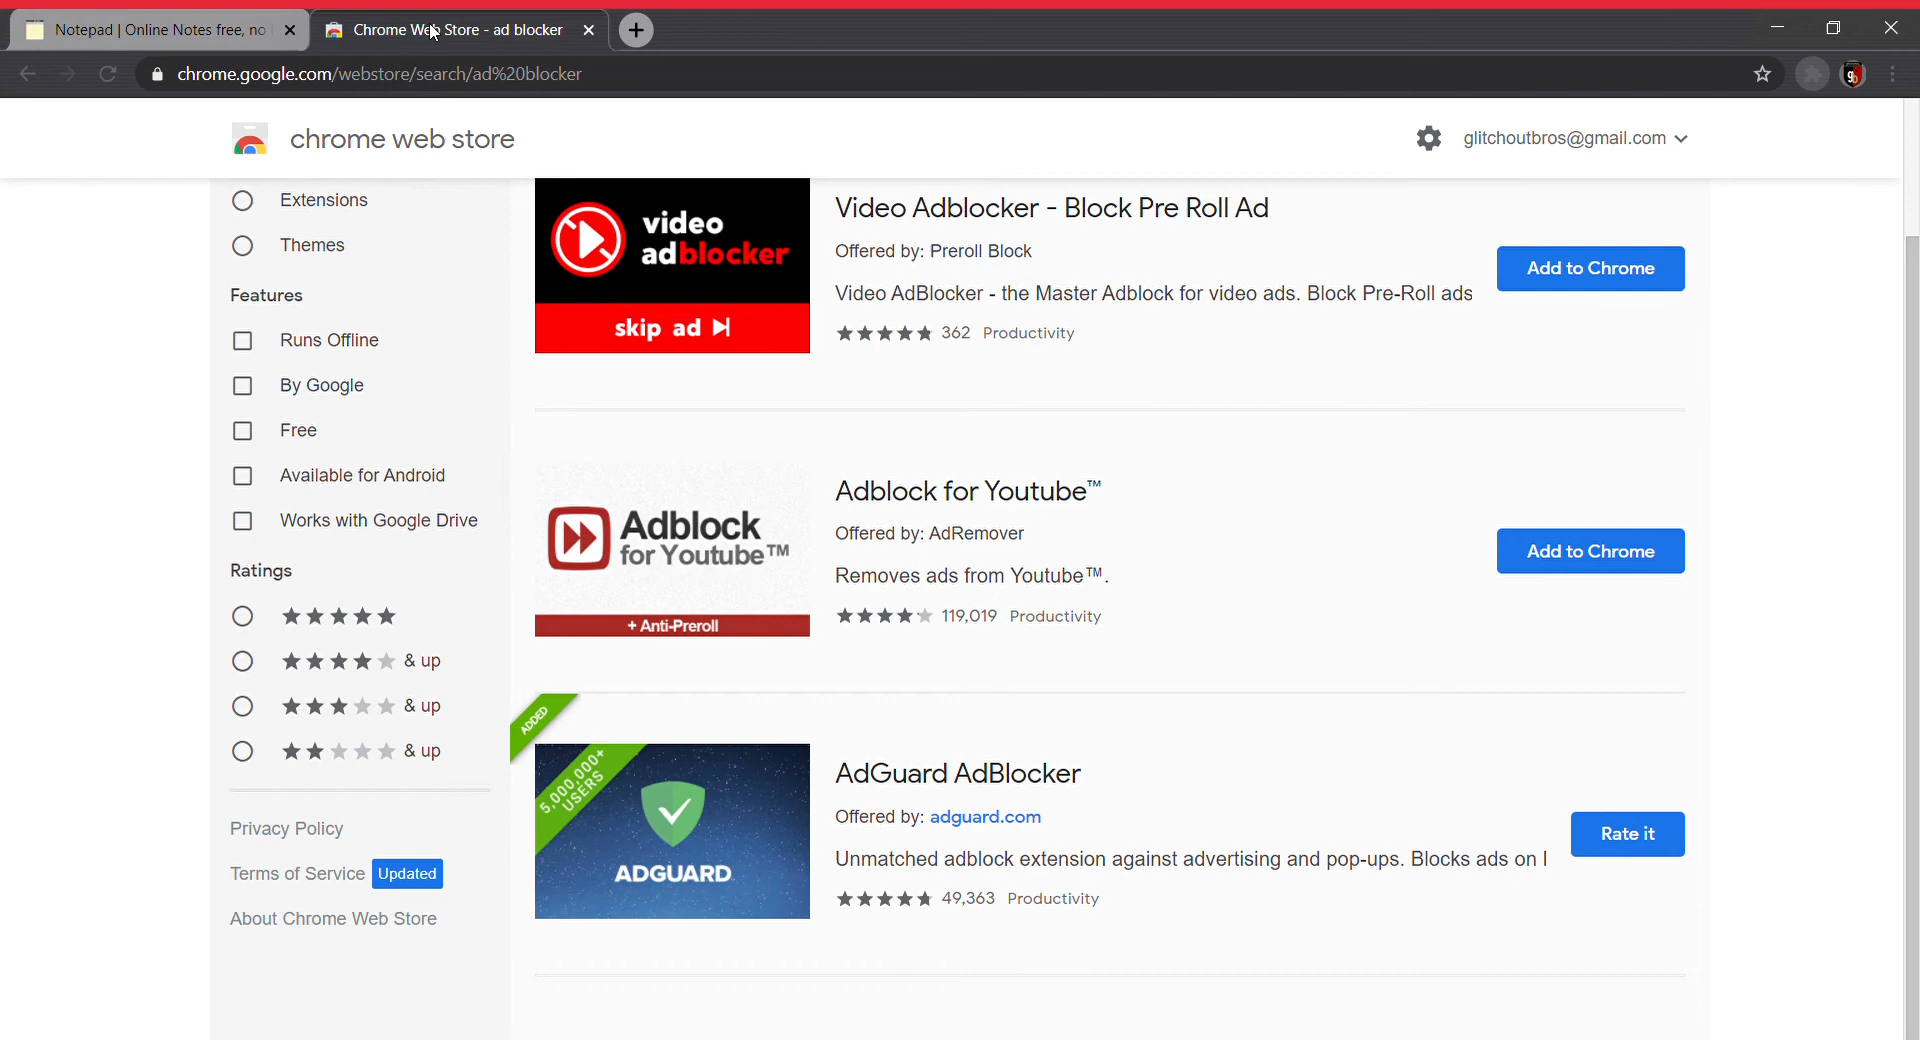 Notepad | Online Notes free, no
Chrome Web Store - ad blocker
chrome.google.com/webstore/search/ad%20blocker
chrome web store
glitchoutbros@gmail.com
Extensions
Themes
Features
Runs Offline
By Google
Free
Available for Android
Works with Google Drive
Ratings
& up
& up
& up
Privacy Policy
Terms of Service Updated
About Chrome Web Store
video
adblocker
skip ad
Video Adblocker - Block Pre Roll Ad
Offered by: Preroll Block
Video AdBlocker - the Master Adblock for video ads. Block Pre-Roll ads
362 Productivity
Add to Chrome
Adblock
for Youtube™
+ Anti-Preroll
Adblock for Youtube™
Offered by: AdRemover
Removes ads from Youtube™.
119,019 Productivity
Add to Chrome
ADDED
5,000,000+
USERS
ADGUARD
AdGuard AdBlocker
Offered by: adguard.com
Unmatched adblock extension against advertising and pop-ups. Blocks ads on
49,363 Productivity
Rate it